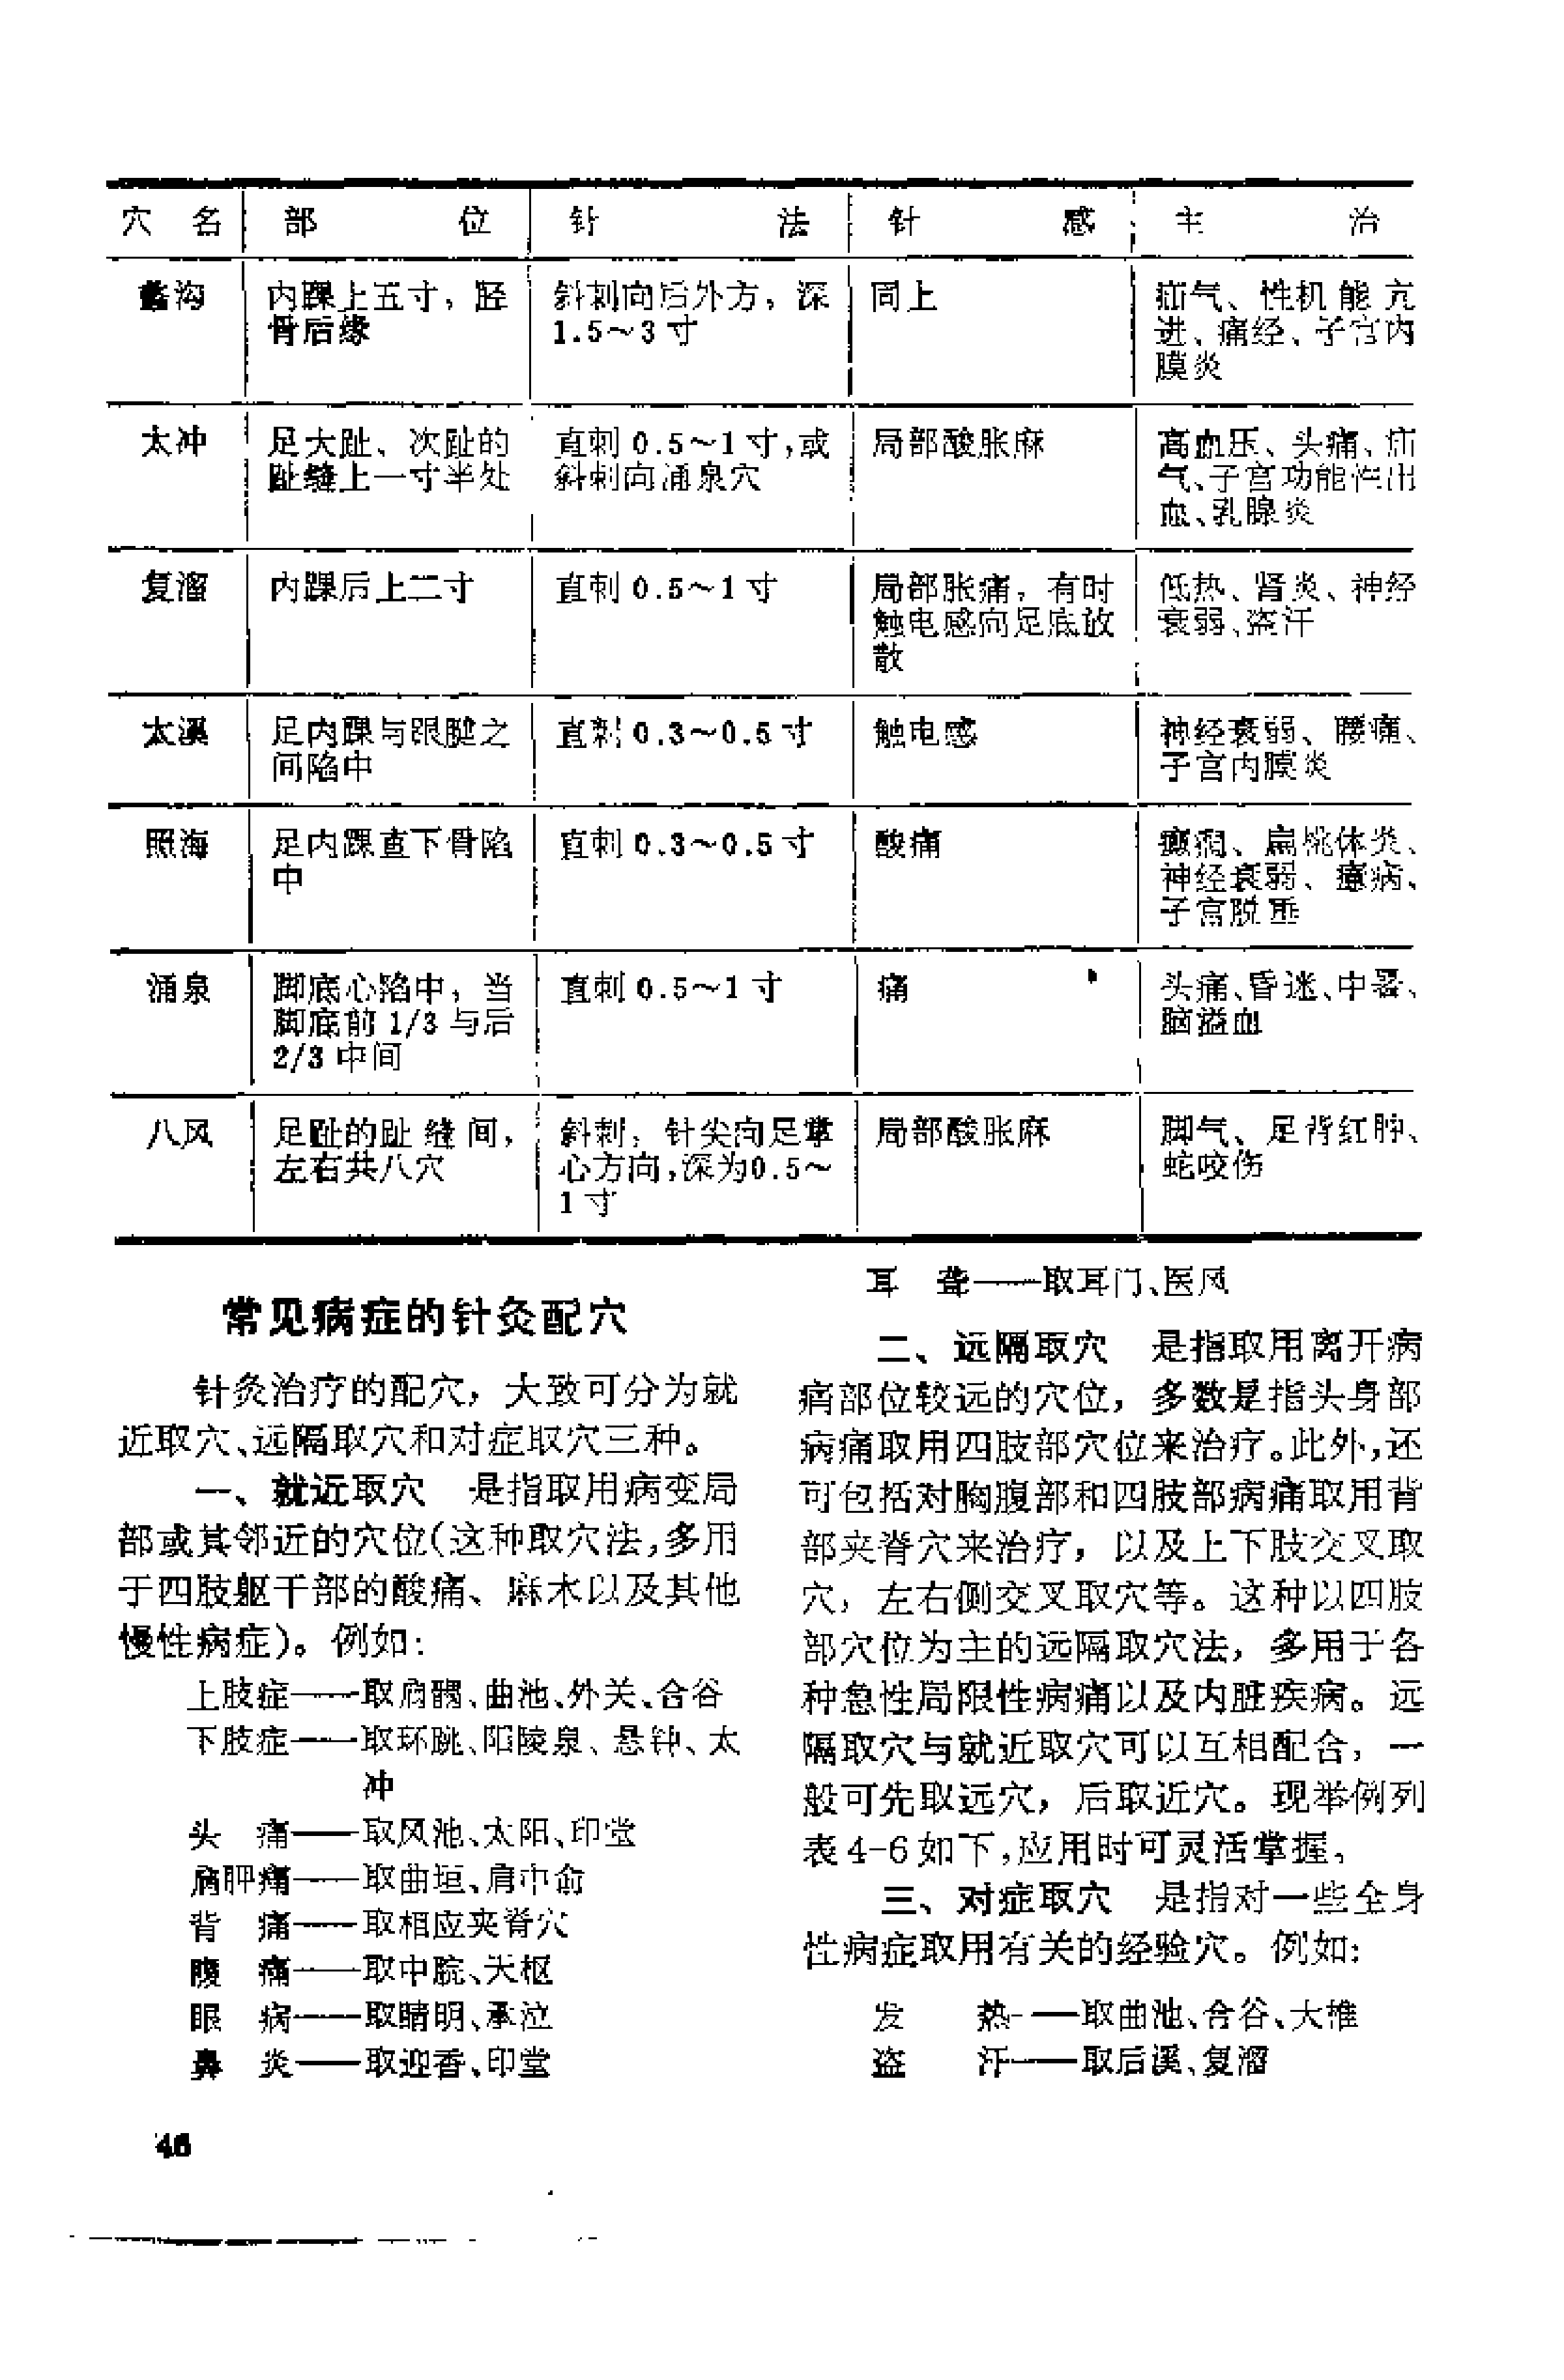 穴 名 部 位 针 法 针 感 主 治
蠡沟 内踝上五寸，胫 斜刺向后外方，深 同上 疝气、性机能亢
骨后缘 1.5～3寸 进、痛经、子宫内
膜炎
太冲 足大趾、次趾的 直刺0.5～1寸，或 局部酸胀麻 高血压、头痛、疝
趾缝上一寸半处 斜刺向涌泉穴 气、子宫功能性出
血、乳腺炎
复溜 内踝后上二寸 直刺0.5～1寸 局部胀痛，有时 低热、肾炎、神经
触电感向足底放 衰弱、盗汗
散
太溪 足内踝与跟腱之 直刺0.3～0.5寸 触电感 神经衰弱、腰痛、
间陷中 子宫内膜炎
照海 足内踝直下骨陷 直刺0.3～0.5寸 酸痛 癫痫、扁桃体炎、
中 神经衰弱、癔病、
子宫脱垂
涌泉 脚底心陷中，当 直刺0.5～1寸 痛 头痛、昏迷、中暑、
脚底前1/3与后 脑溢血
2/3中间
八风 足趾的趾缝间， 斜刺，针尖向足掌 局部酸胀麻 脚气、足背红肿、
左右共八穴 心方向，深为0.5～ 蛇咬伤
1寸
常见病症的针灸配穴
针灸治疗的配穴，大致可分为就
近取穴、远隔取穴和对症取穴三种。
一、就近取穴 是指取用病变局
部或其邻近的穴位（这种取穴法，多用
于四肢躯干部的酸痛、麻木以及其他
慢性病症）。例如：
上肢症——取肩髃、曲池、外关、合谷
下肢症——取环跳、阳陵泉、悬钟、太
冲
头 痛——取风池、太阳、印堂
肩胛痛——取曲垣、肩中俞
背 痛——取相应夹脊穴
腹 痛——取中脘、天枢
眼 病——取睛明、承泣
鼻 炎——取迎香、印堂
耳 聋——取耳门、医风
二、远隔取穴 是指取用离开病
痛部位较远的穴位，多数是指头身部
病痛取用四肢部穴位来治疗。此外，还
可包括对胸腹部和四肢部病痛取用背
部夹脊穴来治疗，以及上下肢交叉取
穴，左右侧交叉取穴等。这种以四肢
部穴位为主的远隔取穴法，多用于各
种急性局限性病痛以及内脏疾病。远
隔取穴与就近取穴可以互相配合，一
般可先取远穴，后取近穴。现举例列
表4-6如下，应用时可灵活掌握。
三、对症取穴 是指对一些全身
性病症取用有关的经验穴。例如：
发 热——取曲池、合谷、大椎
盗 汗——取后溪、复溜
46